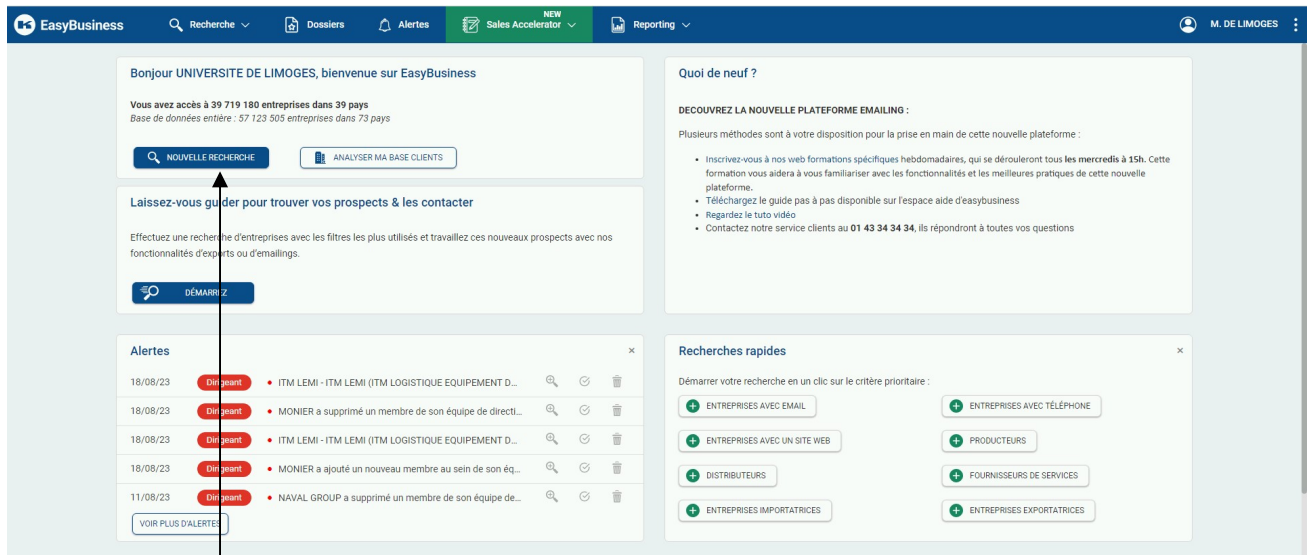 EasyBusiness
Recherche
Dossiers
Alertes
NEW
Sales Accelerator
Reporting
M. DE LIMOGES
Bonjour UNIVERSITE DE LIMOGES, bienvenue sur EasyBusiness
Vous avez accès à 39 719 180 entreprises dans 39 pays
Base de données entière : 57 123 505 entreprises dans 73 pays
NOUVELLE RECHERCHE
ANALYSER MA BASE CLIENTS
Laissez-vous guider pour trouver vos prospects & les contacter
Effectuez une recherche d'entreprises avec les filtres les plus utilisés et travaillez ces nouveaux prospects avec nos
fonctionnalités d'exports ou d'emailings.
DÉMARREZ
Quoi de neuf ?
DECOUVREZ LA NOUVELLE PLATEFORME EMAILING :
Plusieurs méthodes sont à votre disposition pour la prise en main de cette nouvelle plateforme :
• Inscrivez-vous à nos web formations spécifiques hebdomadaires, qui se dérouleront tous les mercredis à 15h. Cette
formation vous aidera à vous familiariser avec les fonctionnalités et les meilleures pratiques de cette nouvelle
plateforme.
• Téléchargez le guide pas à pas disponible sur l'espace aide d'easybusiness
• Regardez le tuto vidéo
• Contactez notre service clients au 01 43 34 34 34, ils répondront à toutes vos questions
Alertes
18/08/23 Dirigeant • ITM LEMI - ITM LEMI (ITM LOGISTIQUE EQUIPEMENT D...
18/08/23 Dirigeant • MONIER a supprimé un membre de son équipe de directi...
18/08/23 Dirigeant • ITM LEMI - ITM LEMI (ITM LOGISTIQUE EQUIPEMENT D...
18/08/23 Dirigeant • MONIER a ajouté un nouveau membre au sein de son éq...
11/08/23 Dirigeant • NAVAL GROUP a supprimé un membre de son équipe de...
VOIR PLUS D'ALERTES
Recherches rapides
Démarrer votre recherche en un clic sur le critère prioritaire :
ENTREPRISES AVEC EMAIL
ENTREPRISES AVEC TÉLÉPHONE
ENTREPRISES AVEC UN SITE WEB
PRODUCTEURS
DISTRIBUTEURS
FOURNISSEURS DE SERVICES
ENTREPRISES IMPORTATRICES
ENTREPRISES EXPORTATRICES